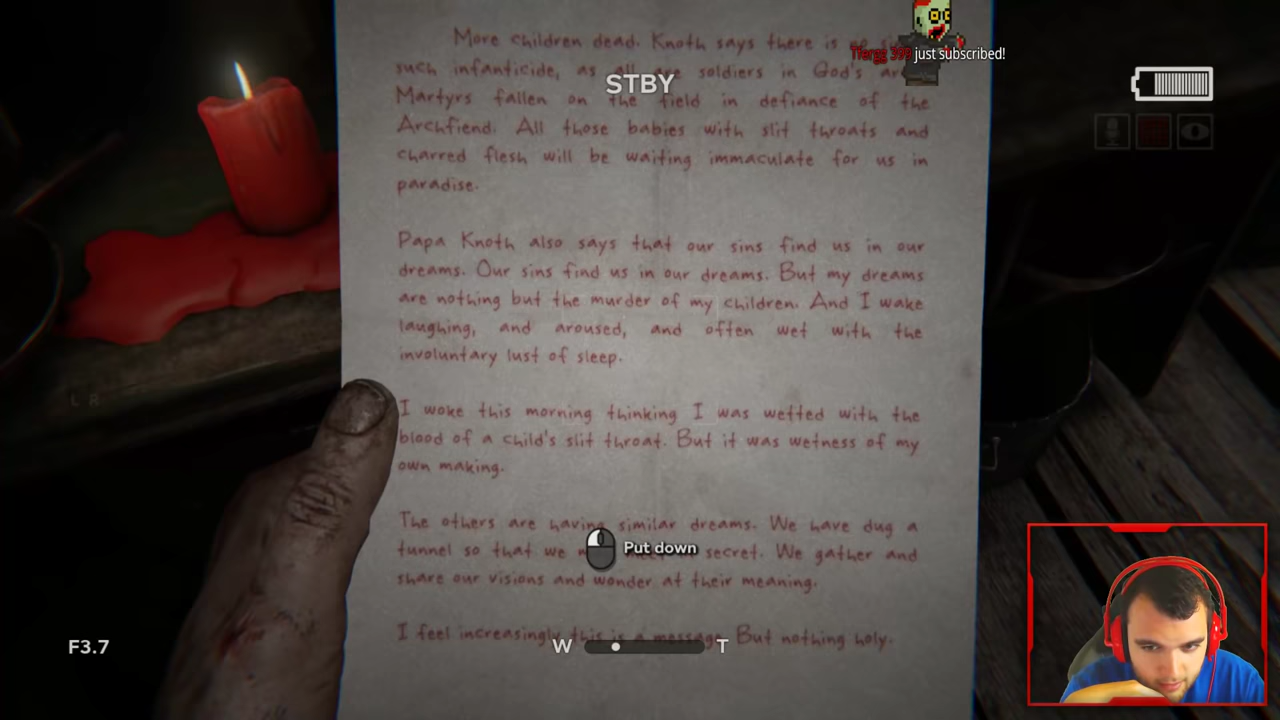 More children dead. Knoth says there is no
Tlergg 399 just subscribed!
such infanticide, as all are soldiers in God's
STBY
Martyrs fallen on the field in defiance of the
Archfiend. All those babies with slit throats and
charred flesh will be waiting immaculate for us in
paradise.
Papa Knoth also says that our sins find us in our
dreams. Our sins find us in our dreams. But my dreams
are nothing but the murder of my children. And I wake
laughing, and aroused, and often wet with the
involuntary lust of sleep.
I woke this morning thinking I was wetted with the
blood of a child's slit throat. But it was wetness of my
own making.
The others are having similar dreams. We have dug a
tunnel so that we secret. We gather and
Put down
share our visions and wonder at their meaning.
I feel increasingly this is a message. But nothing holy.
L R
F3.7
W T